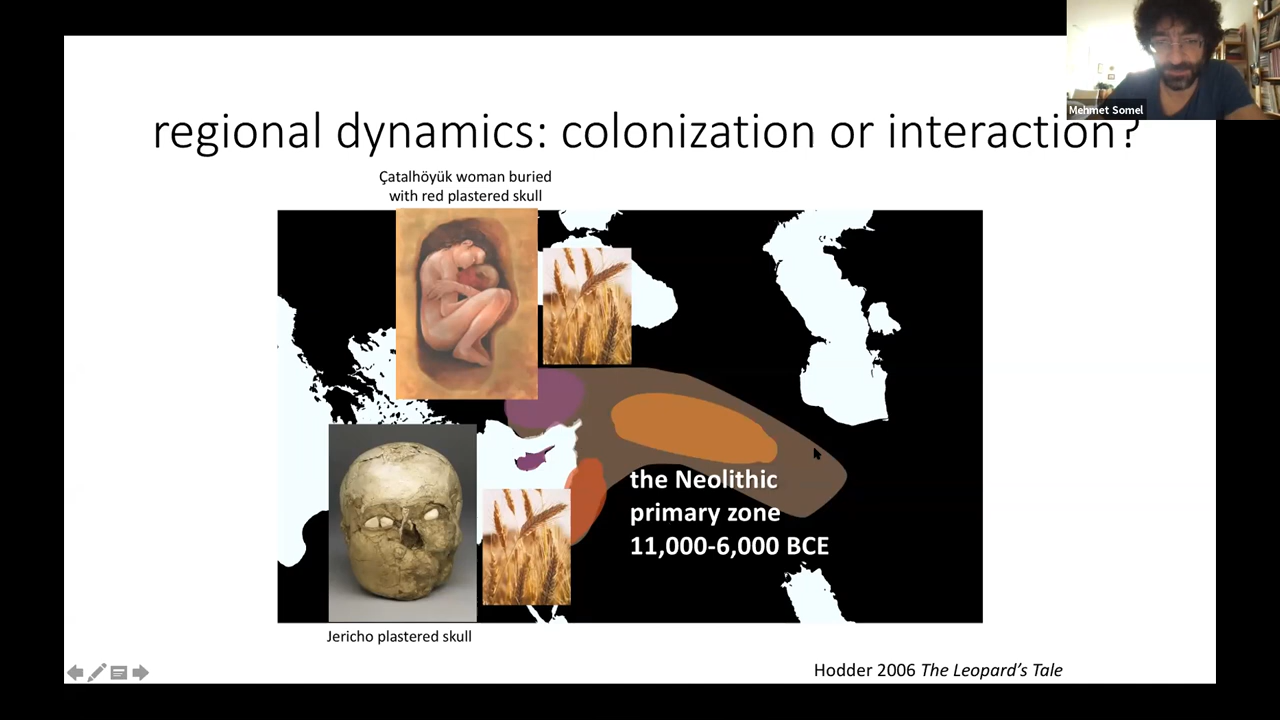 Mehmet Somel
regional dynamics: colonization or interaction?
Çatalhöyük woman buried
with red plastered skull
the Neolithic
primary zone
11,000-6,000 BCE
Jericho plastered skull
Hodder 2006 The Leopard's Tale